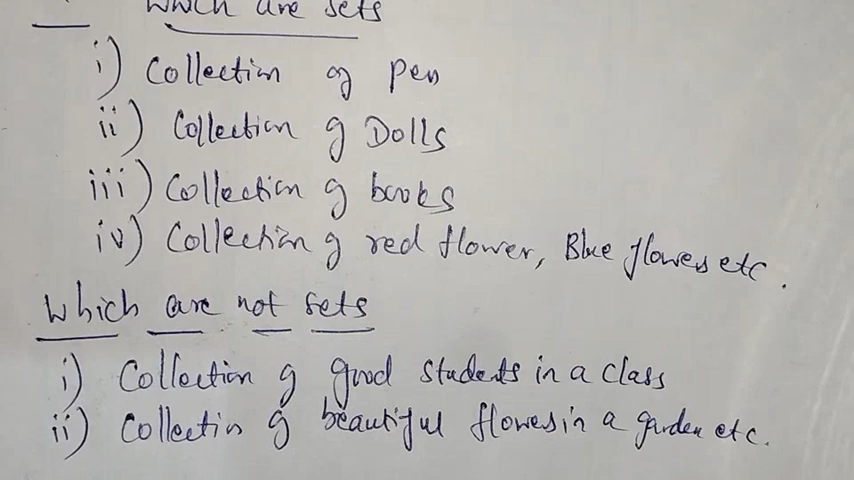 which are sets
i) Collection of Pen
ii) Collection of Dolls
iii) Collection of books
iv) Collection of red flower, Blue flowers etc.
which are not sets
i) Collection of good students in a class
ii) Collectin of beautiful flowes in a garden etc.